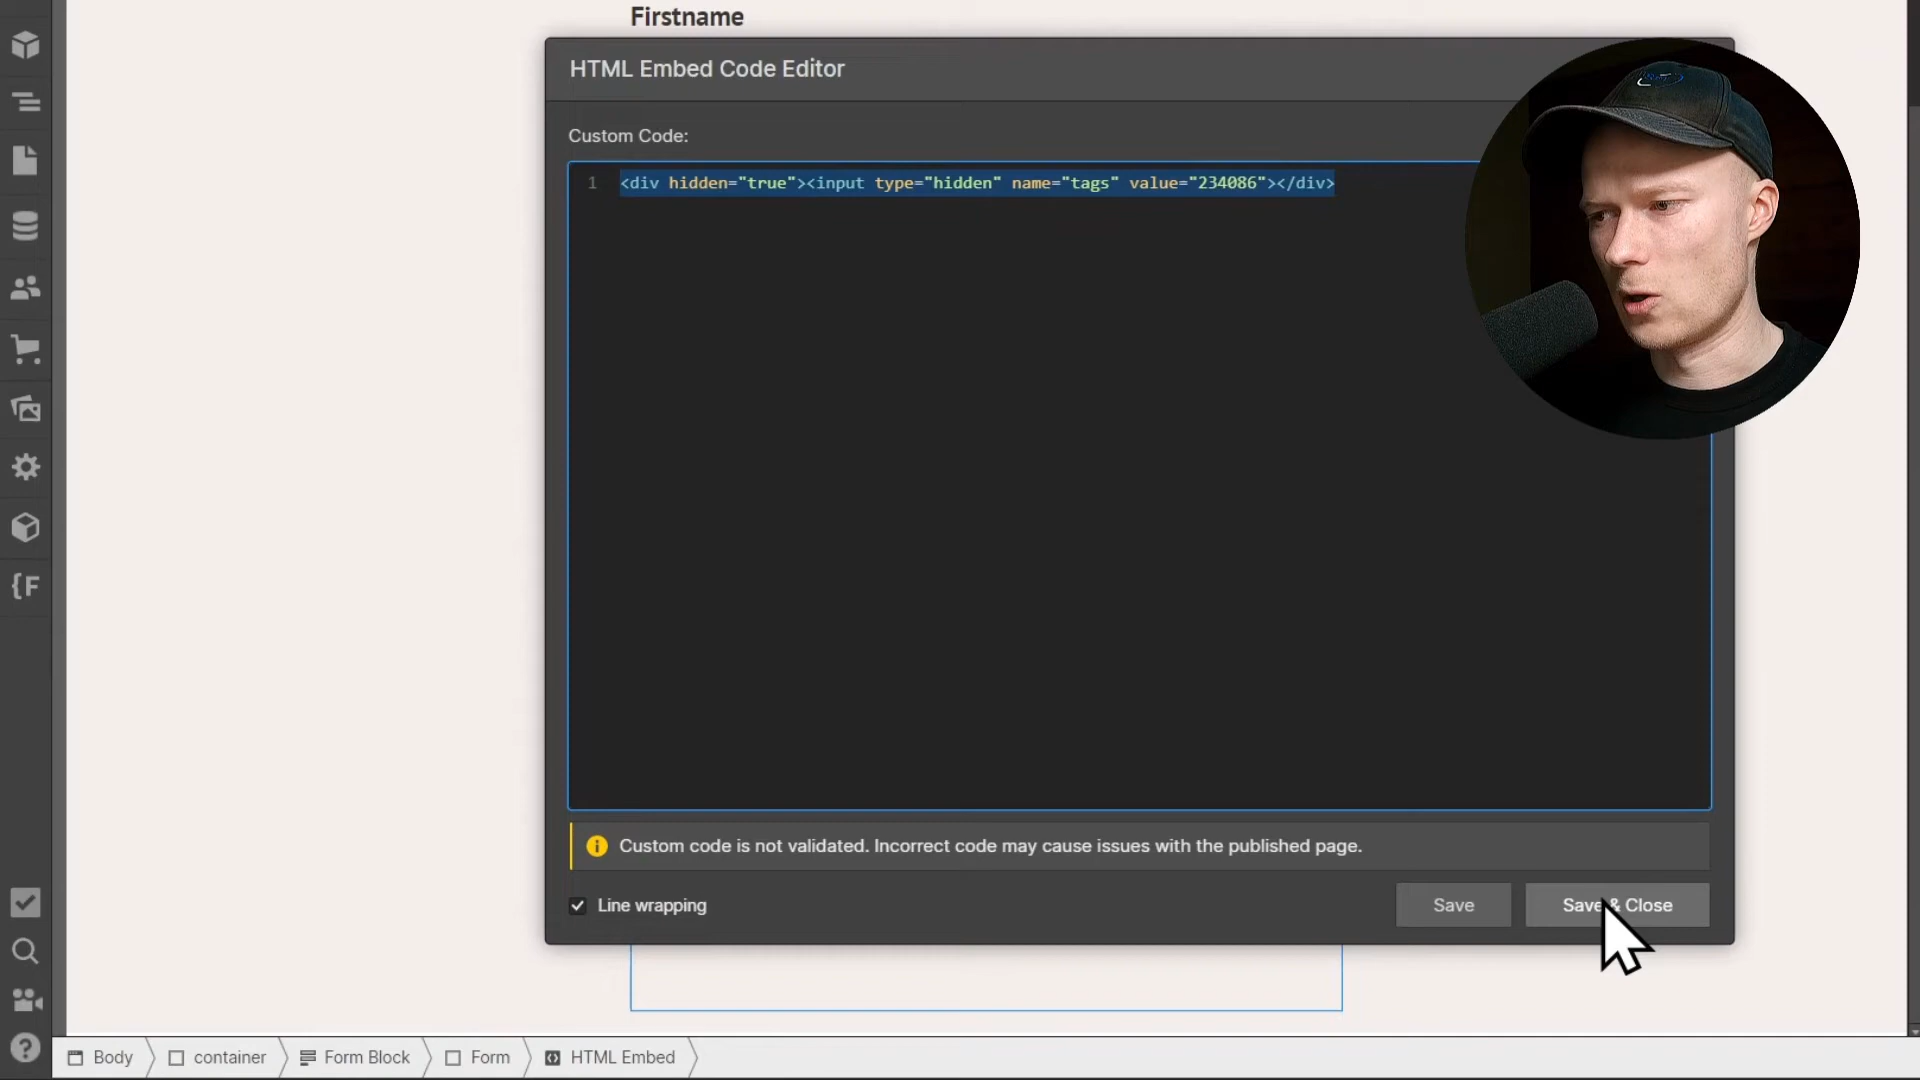 Firstname
HTML Embed Code Editor
Custom Code:
1 <div hidden="true"><input type="hidden" name="tags" value="234086"></div>
Custom code is not validated. Incorrect code may cause issues with the published page.
Line wrapping
Save
Save & Close
{F
Body
container
Form Block
Form
HTML Embed